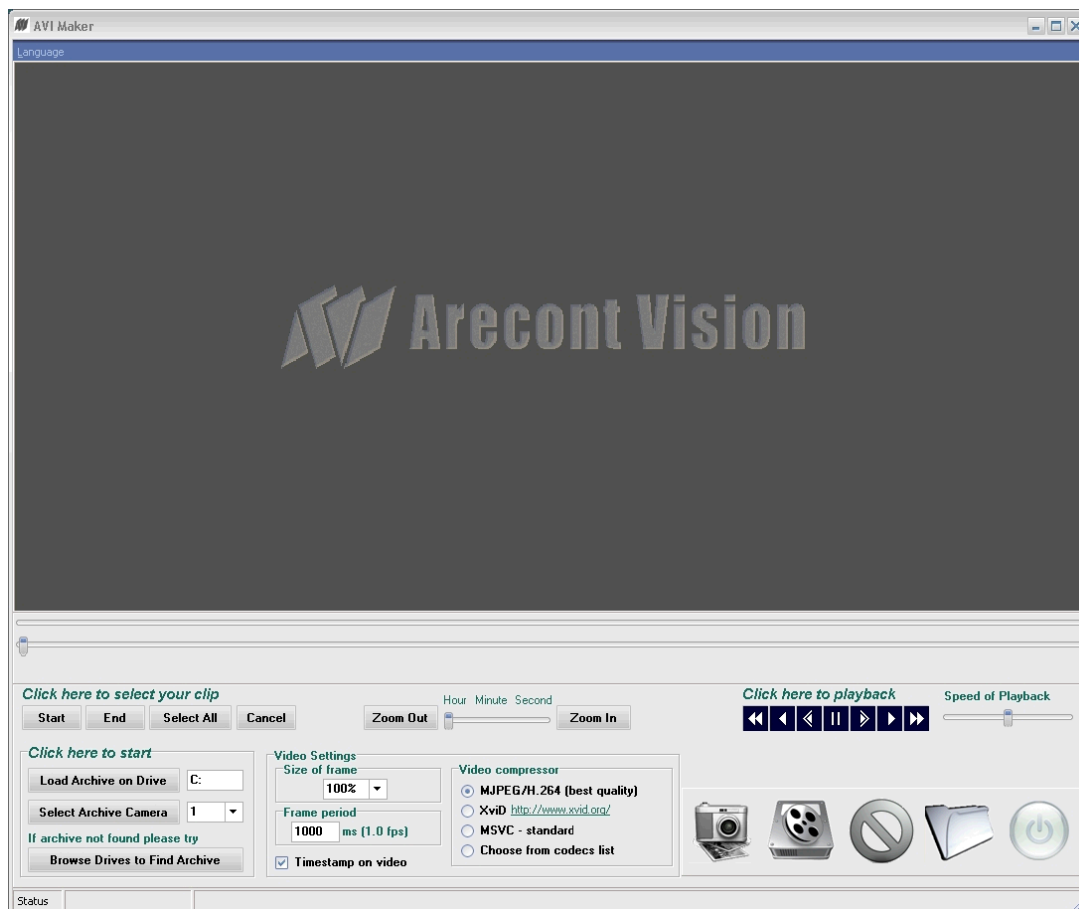 AVI Maker
Language
Arecont Vision
Click here to select your clip
Start End Select All Cancel
Hour Minute Second
Zoom Out Zoom In
Click here to playback
Speed of Playback
Click here to start
Load Archive on Drive C:
Select Archive Camera 1
If archive not found please try
Browse Drives to Find Archive
Video Settings
Size of frame
100%
Frame period
1000 ms (1.0 fps)
Timestamp on video
Video compressor
MJPEG/H.264 (best quality)
XviD http://www.xvid.org/
MSVC - standard
Choose from codecs list
Status